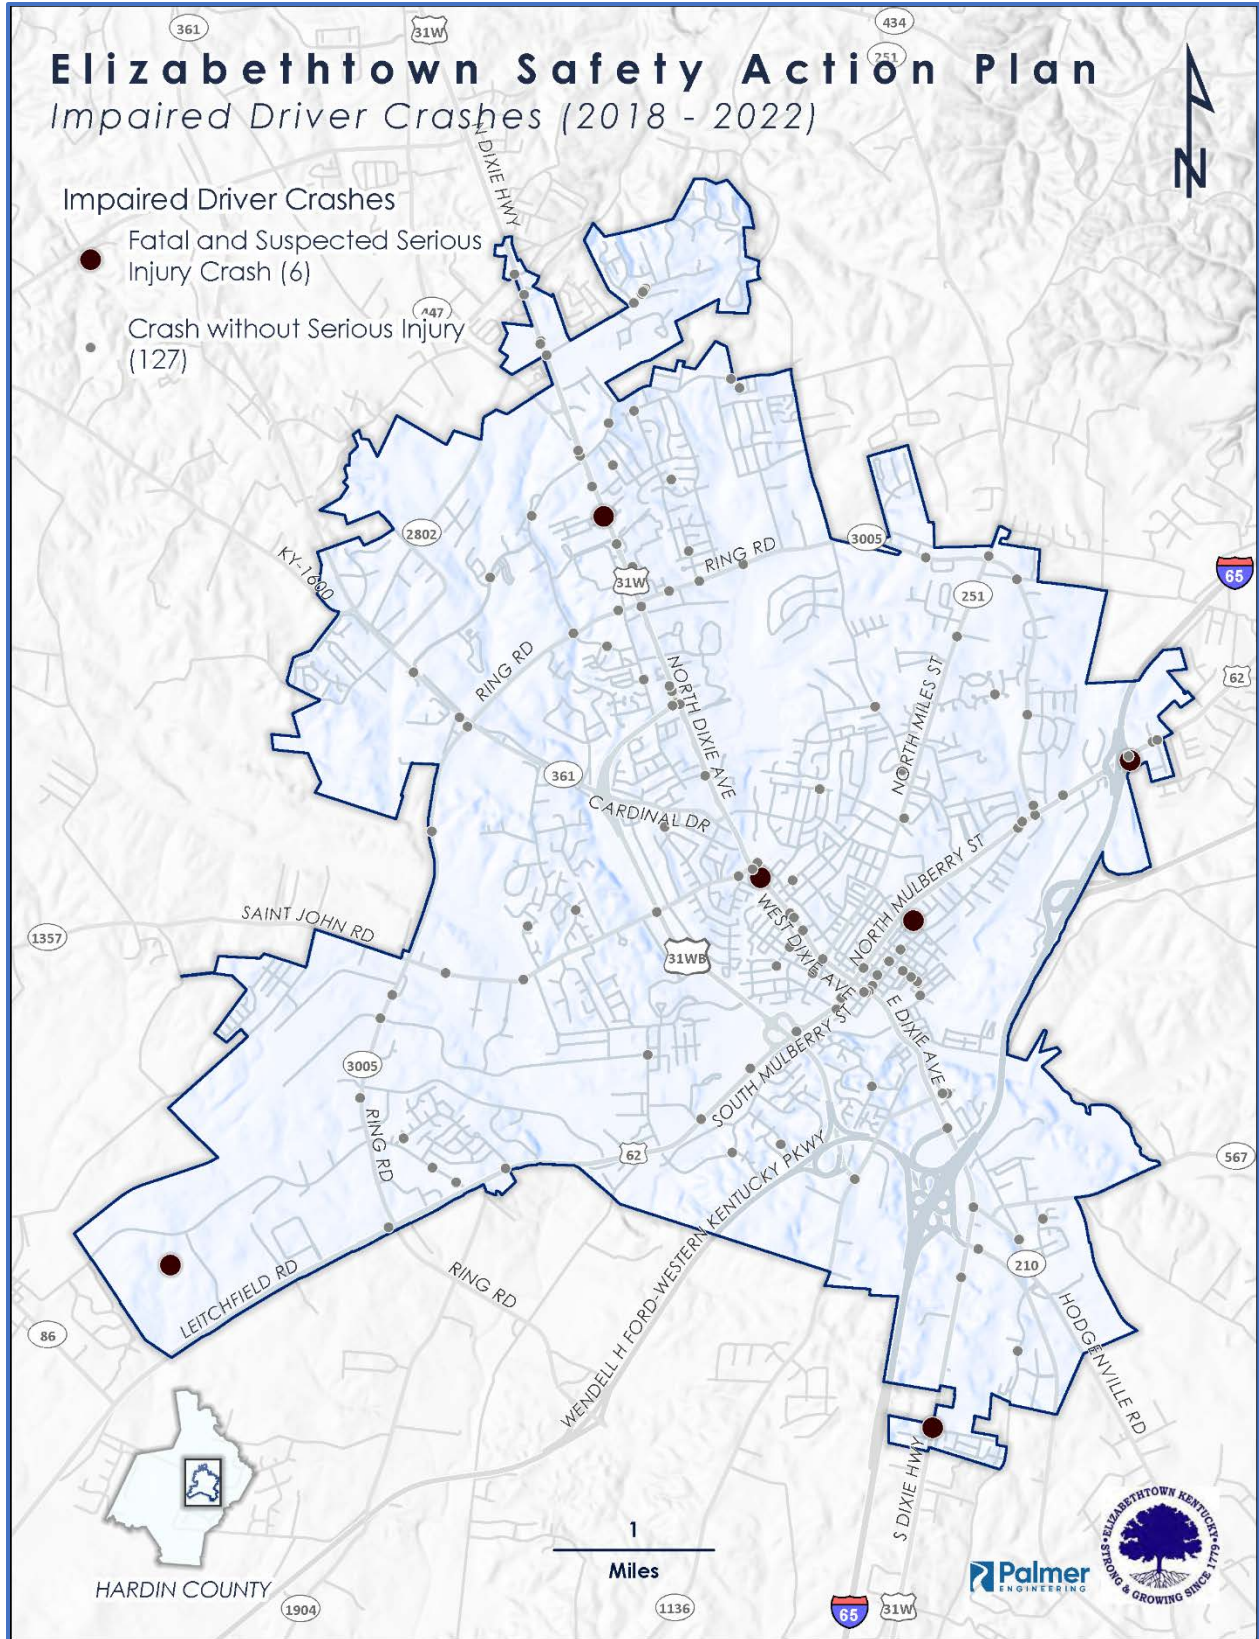 361
31W
434
251
Elizabethtown Safety Action Plan
Impaired Driver Crashes (2018 - 2022)
N
N DIXIE HWY
Impaired Driver Crashes
Fatal and Suspected Serious
Injury Crash (6)
447
Crash without Serious Injury
(127)
2802
3005
KY-1600
RING RD
31W
65
251
62
RING RD
NORTH DIXIE AVE
NORTH MILES ST
361
CARDINAL DR
NORTH MULBERRY ST
SAINT JOHN RD
1357
WEST DIXIE AVE
31WB
E DIXIE AVE
SOUTH MULBERRY ST
3005
RING RD
62
567
WENDELL H FORD-WESTERN KENTUCKY PKWY
210
LEITCHFIELD RD
RING RD
86
HODGENVILLE RD
S DIXIE HWY
HARDIN COUNTY
1
Miles
1904
1136
65
31W
Palmer
ENGINEERING
ELIZABETHTOWN KENTUCKY
STRONG & GROWING SINCE 1779